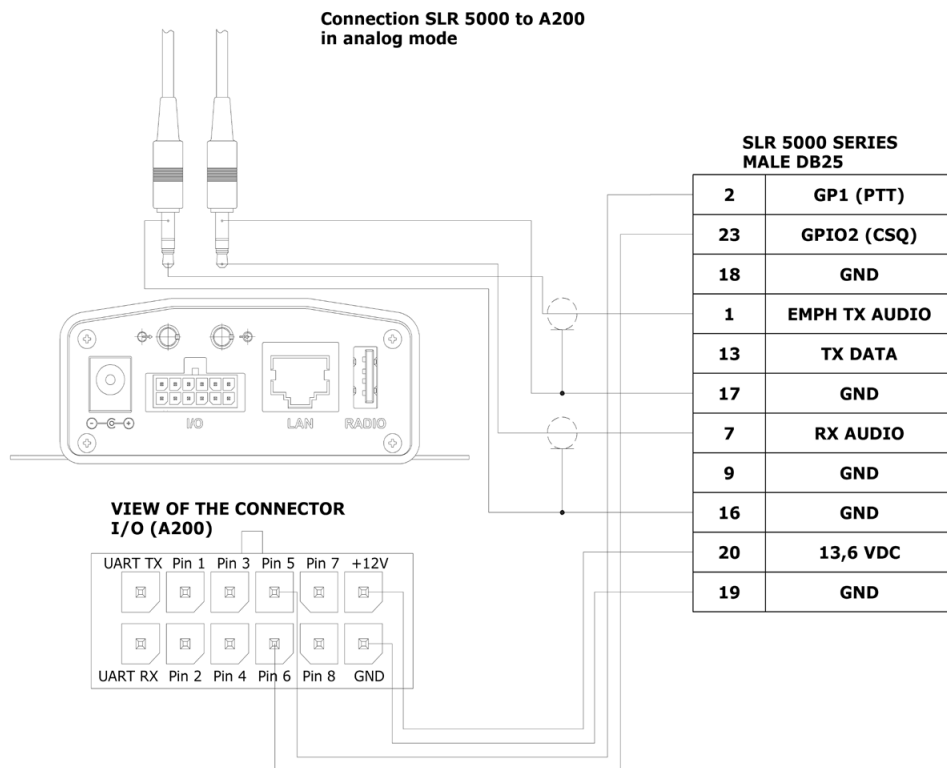 Connection SLR 5000 to A200
in analog mode
SLR 5000 SERIES
MALE DB25
2 GP1 (PTT)
23 GPIO2 (CSQ)
18 GND
1 EMPH TX AUDIO
13 TX DATA
17 GND
7 RX AUDIO
9 GND
16 GND
20 13,6 VDC
19 GND
I/O LAN RADIO
VIEW OF THE CONNECTOR
I/O (A200)
UART TX Pin 1 Pin 3 Pin 5 Pin 7 +12V
UART RX Pin 2 Pin 4 Pin 6 Pin 8 GND